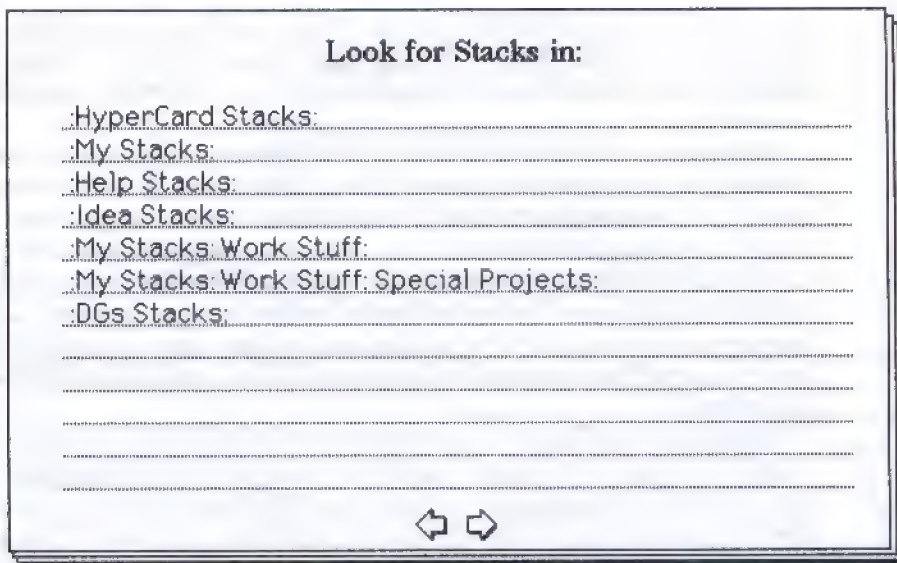 Look for Stacks in:
:HyperCard Stacks:
:My Stacks:
:Help Stacks:
:Idea Stacks:
:My Stacks:Work Stuff:
:My Stacks:Work Stuff:Special Projects:
:DGs Stacks: